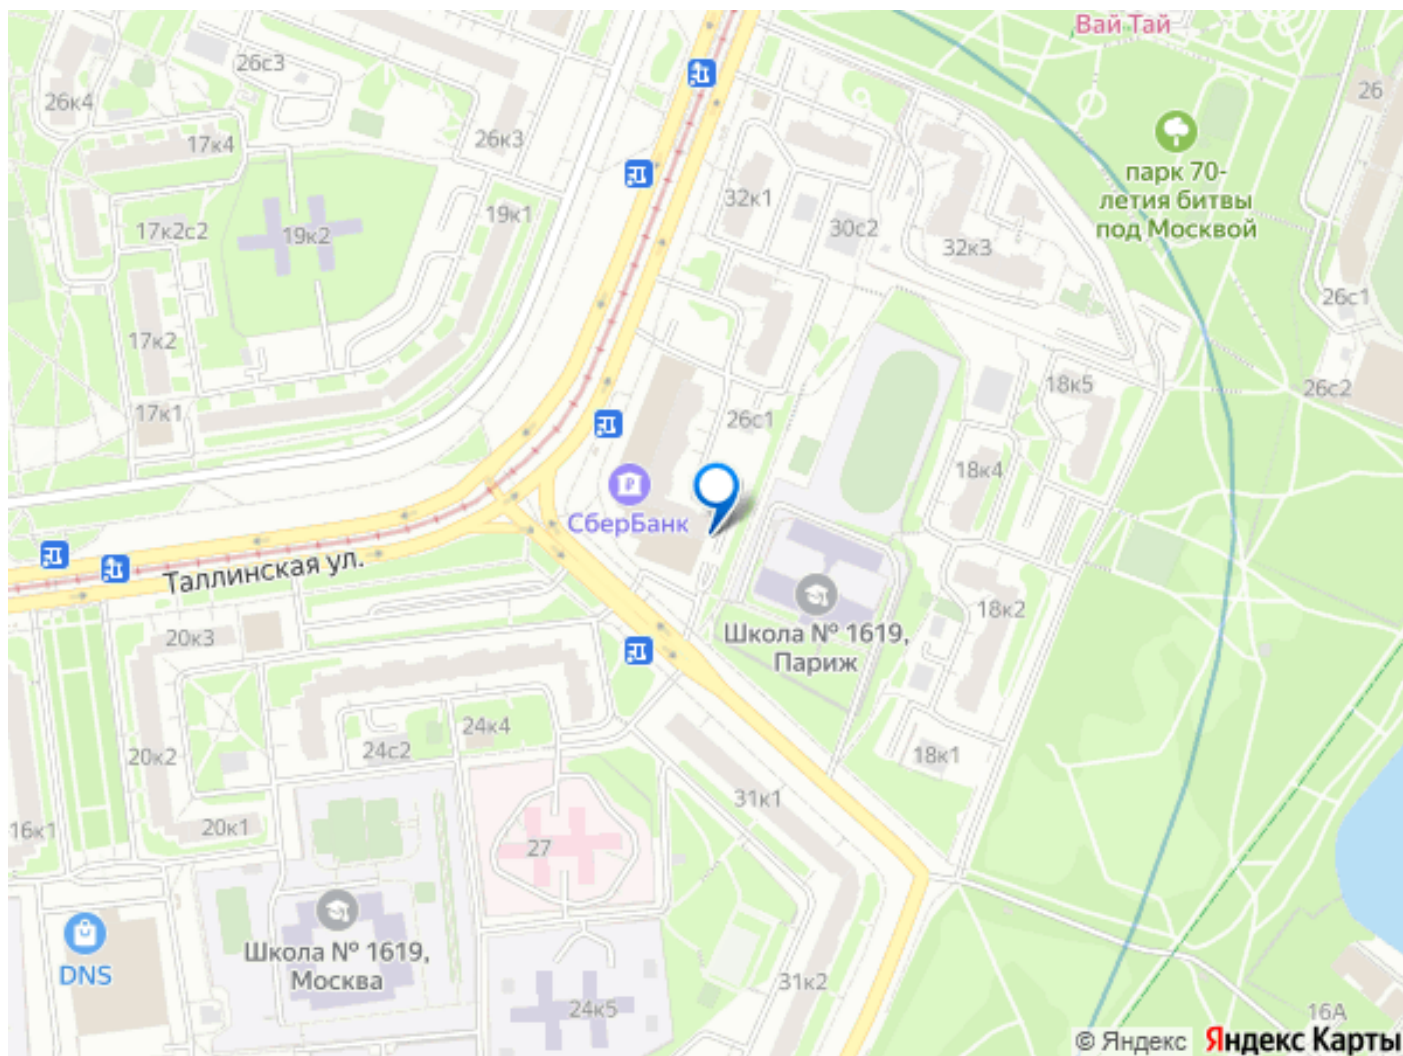 Вай Тай
26с3
26
26к4
17к4
26к3
парк 70-
летия битвы
под Москвой
32к1
19к1
17к2с2
19к2
30с2
32к3
26с1
17к2
18к5
26с2
17к1
26с1
18к4
СберБанк
Таллинская ул.
18к2
20к3
Школа № 1619,
Париж
24к4
24с2
20к2
18к1
31к1
16к1
20к1
27
Школа № 1619,
Москва
DNS
31к2
24к5
16А
© Яндекс Яндекс Карты